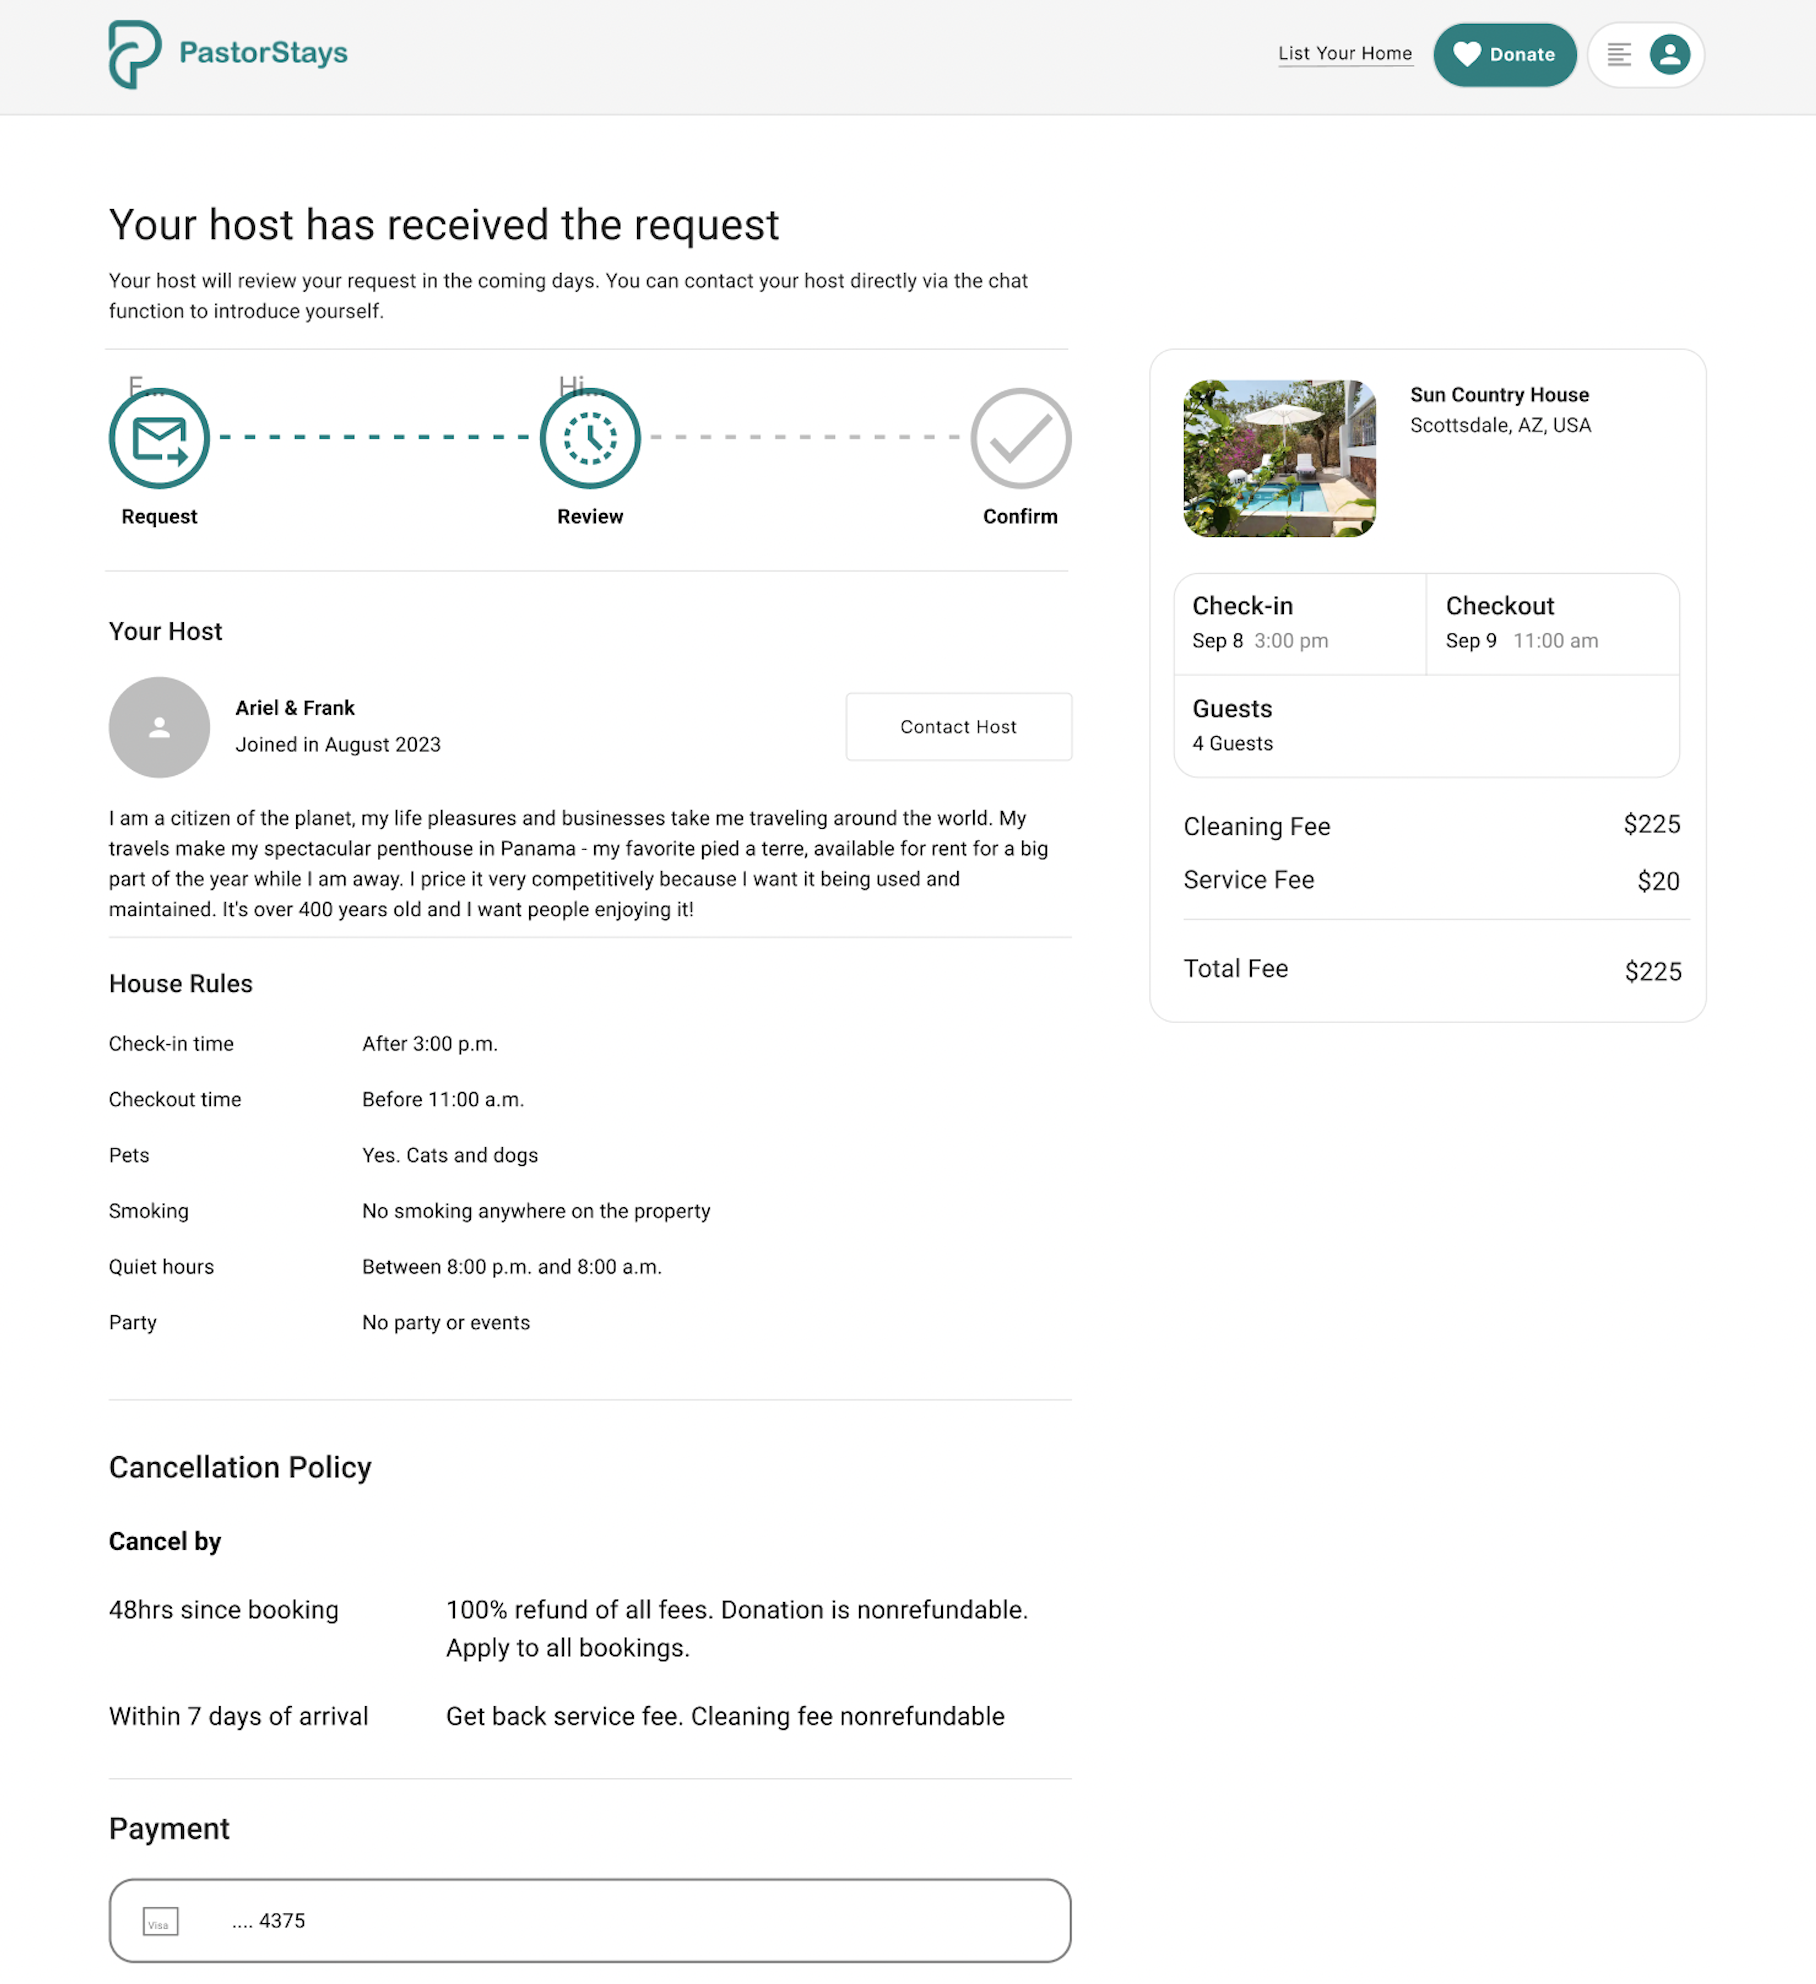 PastorStays
List Your Home
Donate
Your host has received the request
Your host will review your request in the coming days. You can contact your host directly via the chat
function to introduce yourself.
E...
Hi...
Request
Review
Confirm
Your Host
Ariel & Frank
Joined in August 2023
Contact Host
I am a citizen of the planet, my life pleasures and businesses take me traveling around the world. My
travels make my spectacular penthouse in Panama - my favorite pied a terre, available for rent for a big
part of the year while I am away. I price it very competitively because I want it being used and
maintained. It's over 400 years old and I want people enjoying it!
House Rules
Check-in time After 3:00 p.m.
Checkout time Before 11:00 a.m.
Pets Yes. Cats and dogs
Smoking No smoking anywhere on the property
Quiet hours Between 8:00 p.m. and 8:00 a.m.
Party No party or events
Cancellation Policy
Cancel by
48hrs since booking 100% refund of all fees. Donation is nonrefundable.
Apply to all bookings.
Within 7 days of arrival Get back service fee. Cleaning fee nonrefundable
Payment
Visa .... 4375
Sun Country House
Scottsdale, AZ, USA
Check-in
Sep 8 3:00 pm
Checkout
Sep 9 11:00 am
Guests
4 Guests
Cleaning Fee $225
Service Fee $20
Total Fee $225